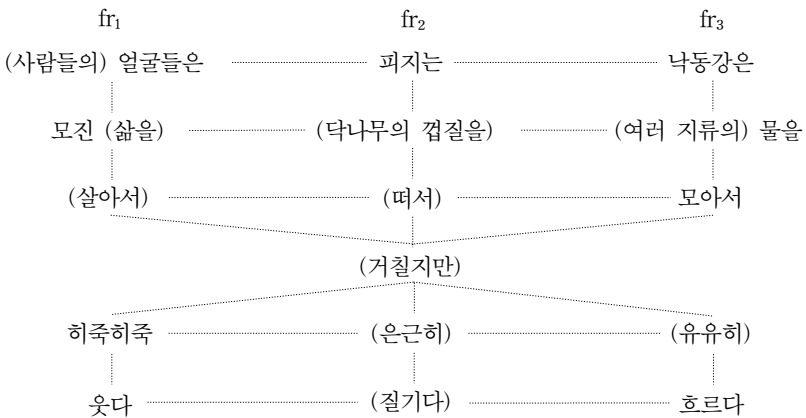 fr₁ fr₂ fr₃
(사람들의) 얼굴들은 피지는 낙동강은
모진 (삶을) (닥나무의 껍질을) (여러 지류의) 물을
(살아서) (떠서) 모아서
(거칠지만)
히죽히죽 (은근히) (유유히)
웃다 (질기다) 흐르다